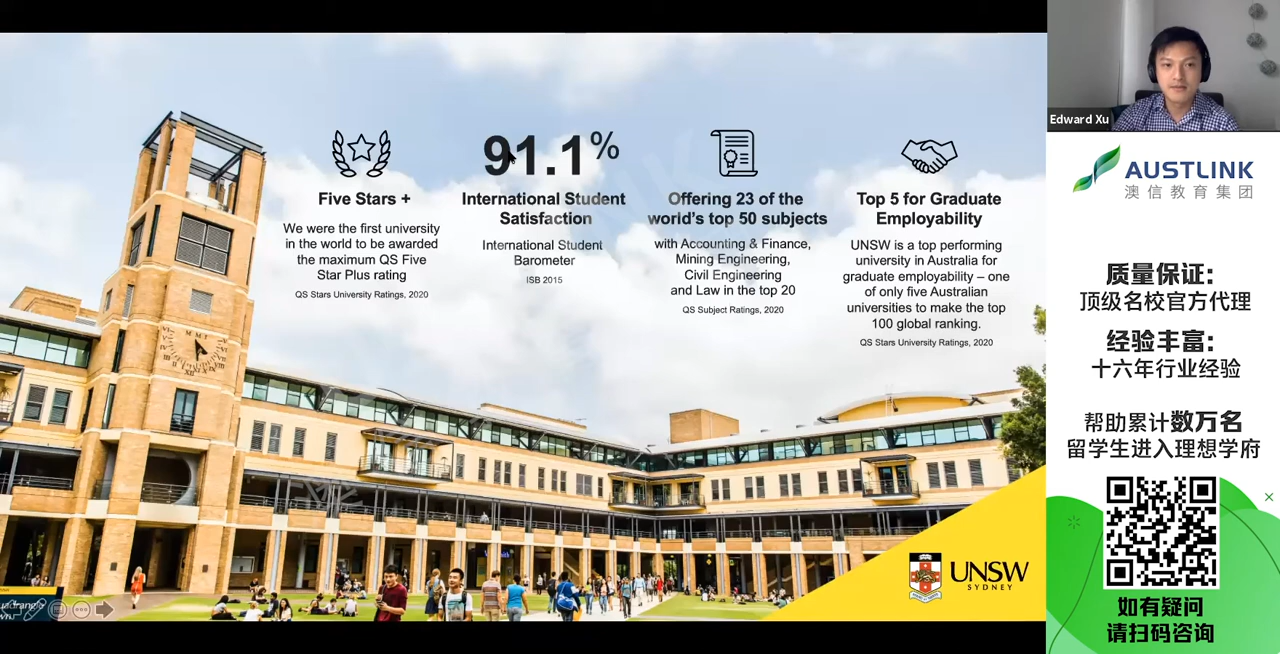 91.1%
Five Stars +
We were the first university
in the world to be awarded
the maximum QS Five
Star Plus rating
QS Stars University Ratings, 2020
International Student
Satisfaction
International Student
Barometer
ISB 2015
Offering 23 of the
world's top 50 subjects
with Accounting & Finance,
Mining Engineering,
Civil Engineering
and Law in the top 20
QS Subject Ratings, 2020
Top 5 for Graduate
Employability
UNSW is a top performing
university in Australia for
graduate employability – one
of only five Australian
universities to make the top
100 global ranking.
QS Stars University Ratings, 2020
UNSW
SYDNEY
Edward Xu
AUSTLINK
澳信教育集团
质量保证:
顶级名校官方代理
经验丰富:
十六年行业经验
帮助累计数万名
留学生进入理想学府
如有疑问
请扫码咨询